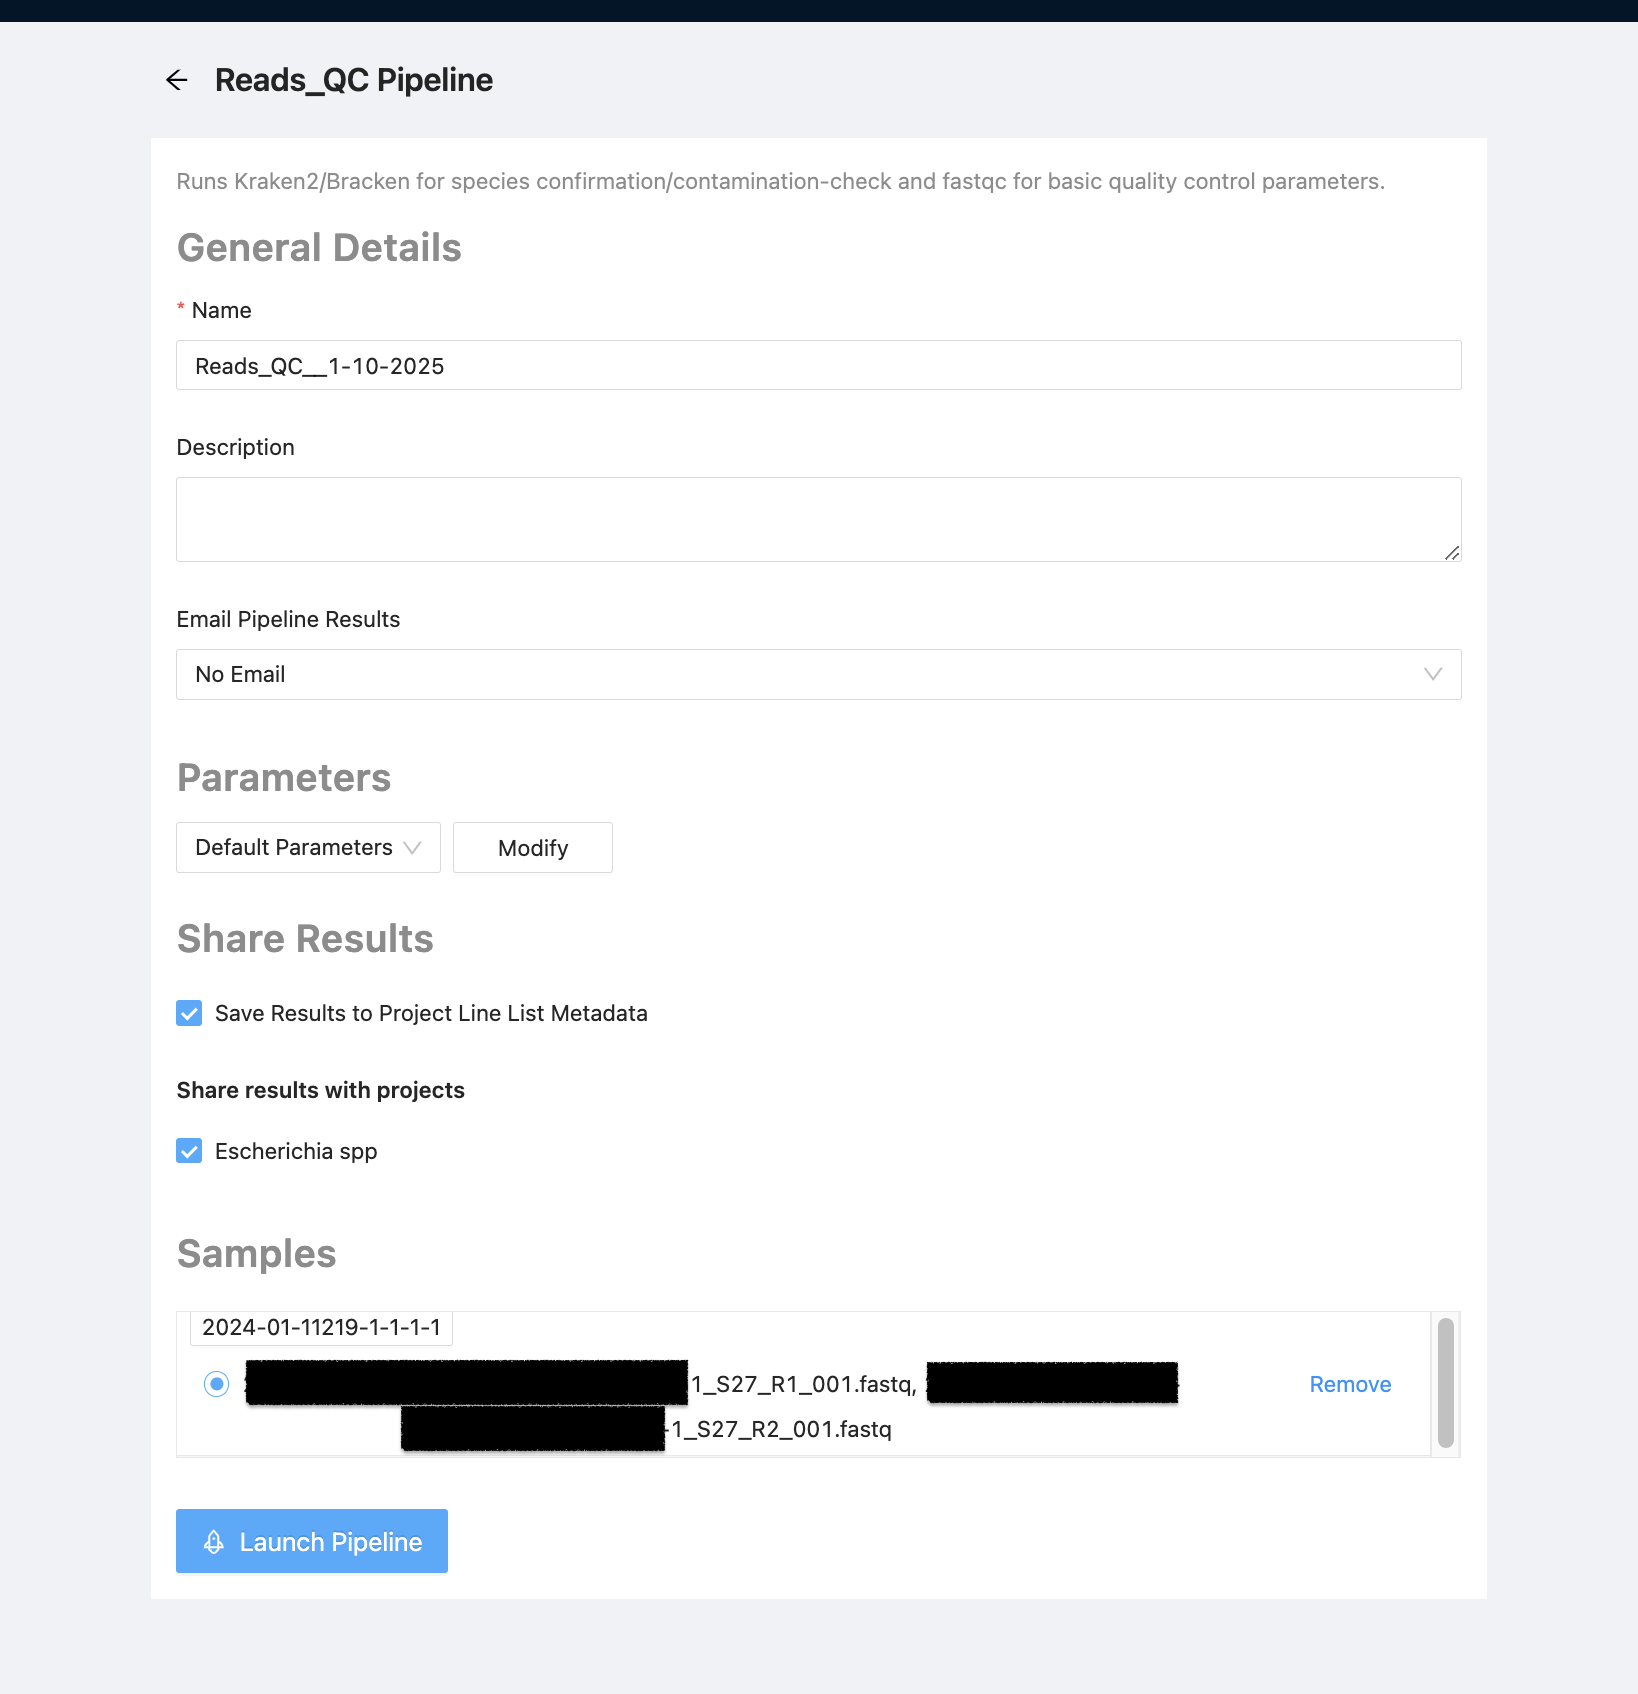 Reads_QC Pipeline
Runs Kraken2/Bracken for species confirmation/contamination-check and fastqc for basic quality control parameters.
General Details
* Name
Reads_QC__1-10-2025
Description
Email Pipeline Results
No Email
Parameters
Default Parameters
Modify
Share Results
Save Results to Project Line List Metadata
Share results with projects
Escherichia spp
Samples
2024-01-11219-1-1-1-1
1_S27_R1_001.fastq,
Remove
-1_S27_R2_001.fastq
Launch Pipeline